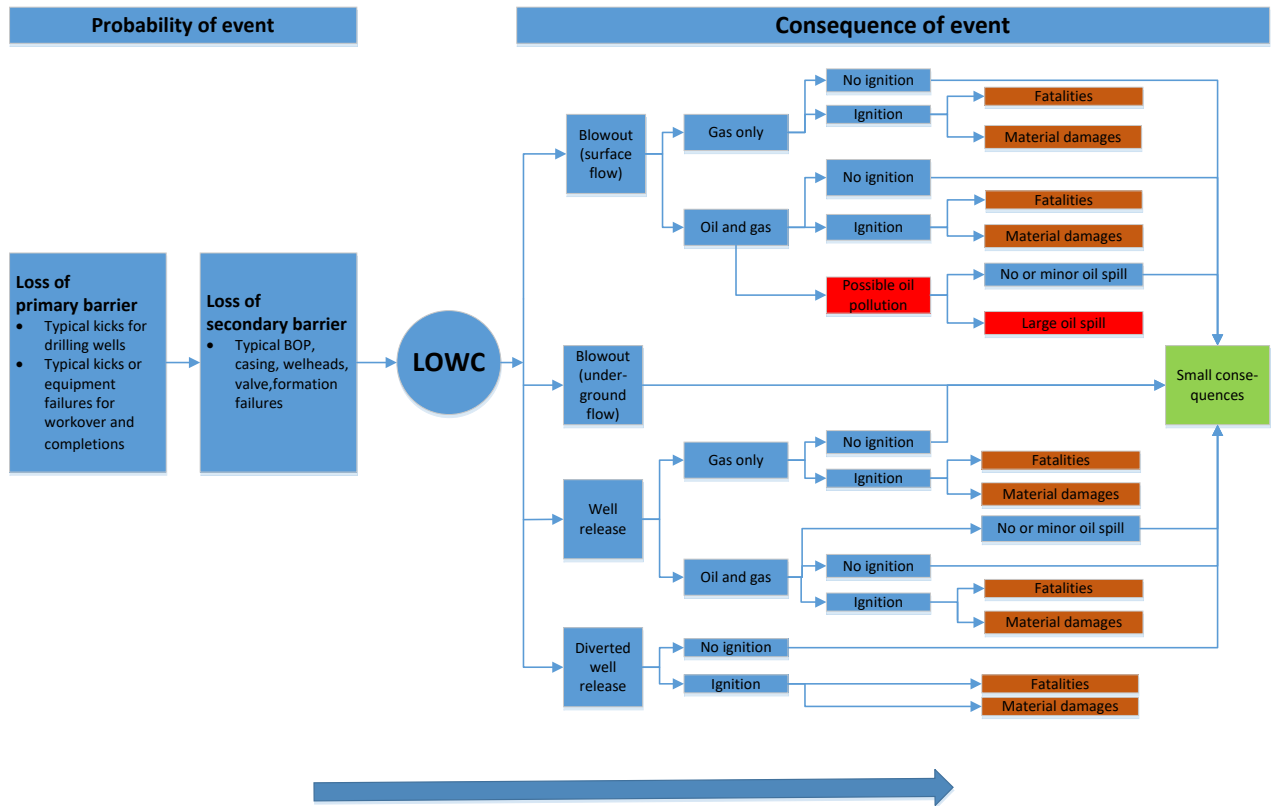 Probability of event
Consequence of event
Loss of
primary barrier
• Typical kicks for
drilling wells
• Typical kicks or
equipment
failures for
workover and
completions
Loss of
secondary barrier
• Typical BOP,
casing, welheads,
valve,formation
failures
LOWC
Blowout
(surface
flow)
Gas only
No ignition
Ignition
Fatalities
Material damages
Oil and gas
No ignition
Ignition
Fatalities
Material damages
Possible oil
pollution
No or minor oil spill
Large oil spill
Blowout
(under-
ground
flow)
Small conse-
quences
Well
release
Gas only
No ignition
Ignition
Fatalities
Material damages
Oil and gas
No or minor oil spill
No ignition
Ignition
Fatalities
Material damages
Diverted
well
release
No ignition
Ignition
Fatalities
Material damages